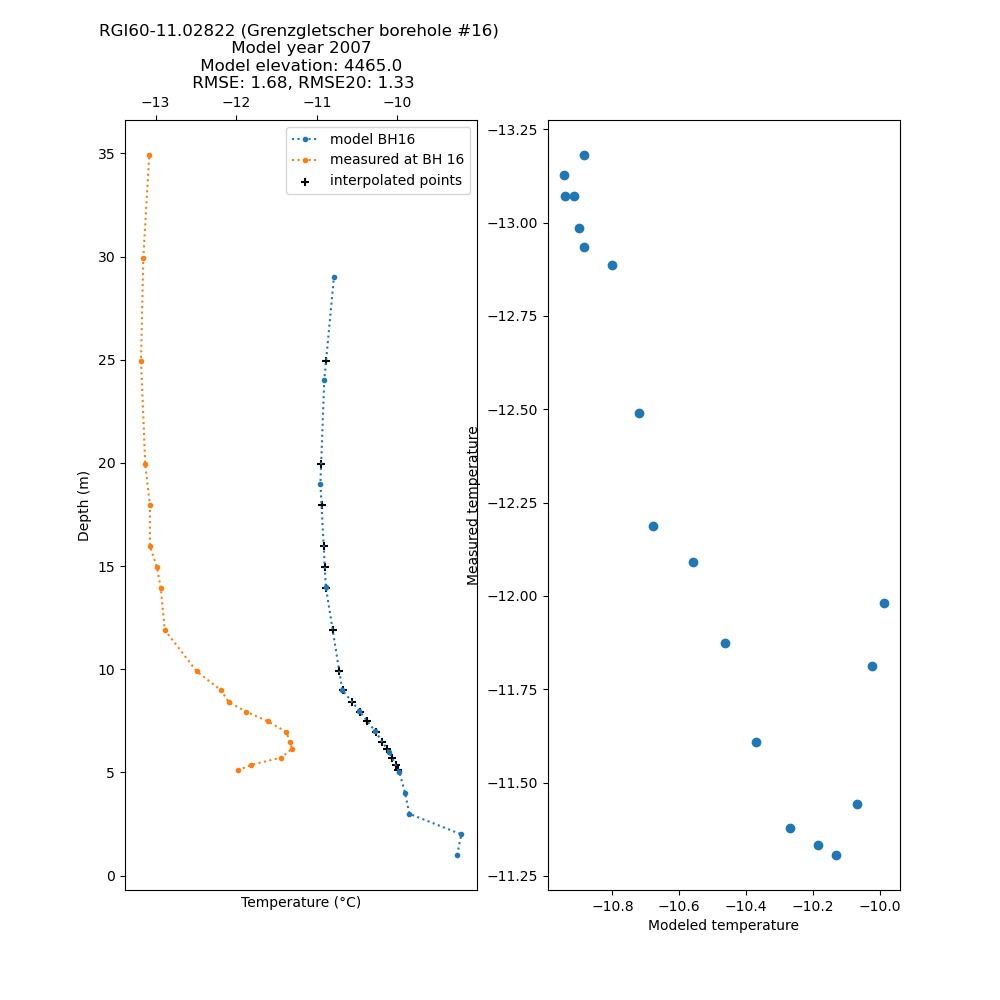 RGI60-11.02822 (Grenzgletscher borehole #16)
Model year 2007
Model elevation: 4465.0
RMSE: 1.68, RMSE20: 1.33
−13 −12 −11 −10
model BH16
measured at BH 16
interpolated points
35
30
25
20
15
10
5
0
Depth (m)
Temperature (°C)
−13.25
−13.00
−12.75
−12.50
−12.25
−12.00
−11.75
−11.50
−11.25
Measured temperature
−10.8 −10.6 −10.4 −10.2 −10.0
Modeled temperature